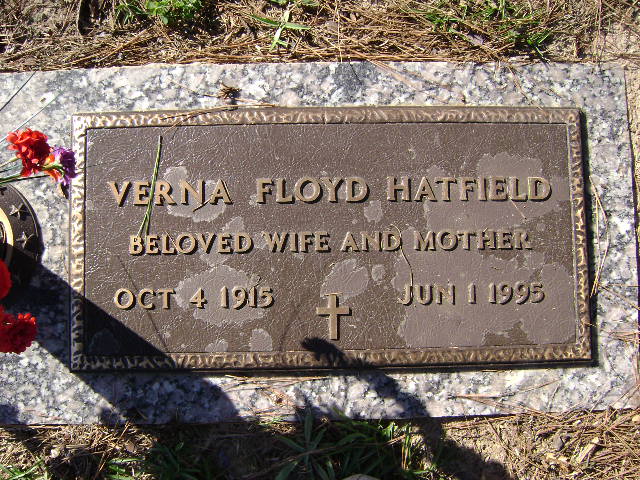 VERNA FLOYD HATFIELD
BELOVED WIFE AND MOTHER
OCT 4 1915 JUN 1 1995